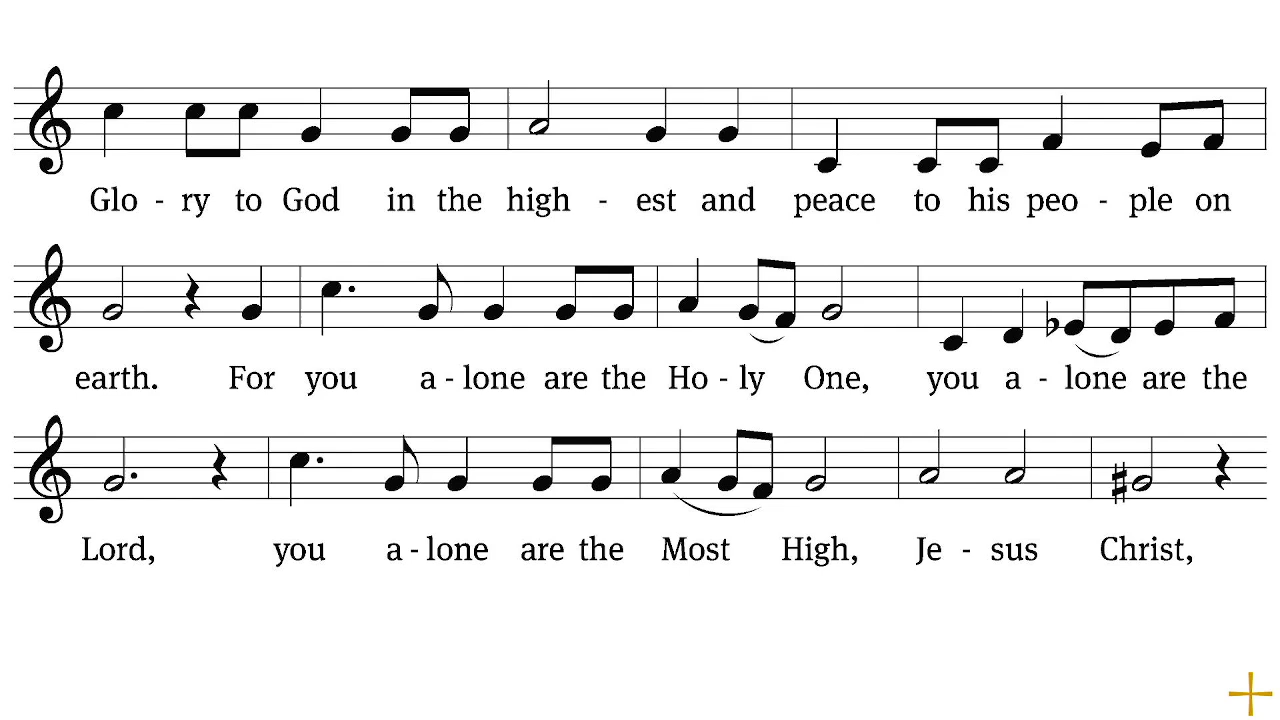 Glo - ry to God in the high - est and peace to his peo - ple on
earth. For you a - lone are the Ho - ly One, you a - lone are the
Lord, you a - lone are the Most High, Je - sus Christ,